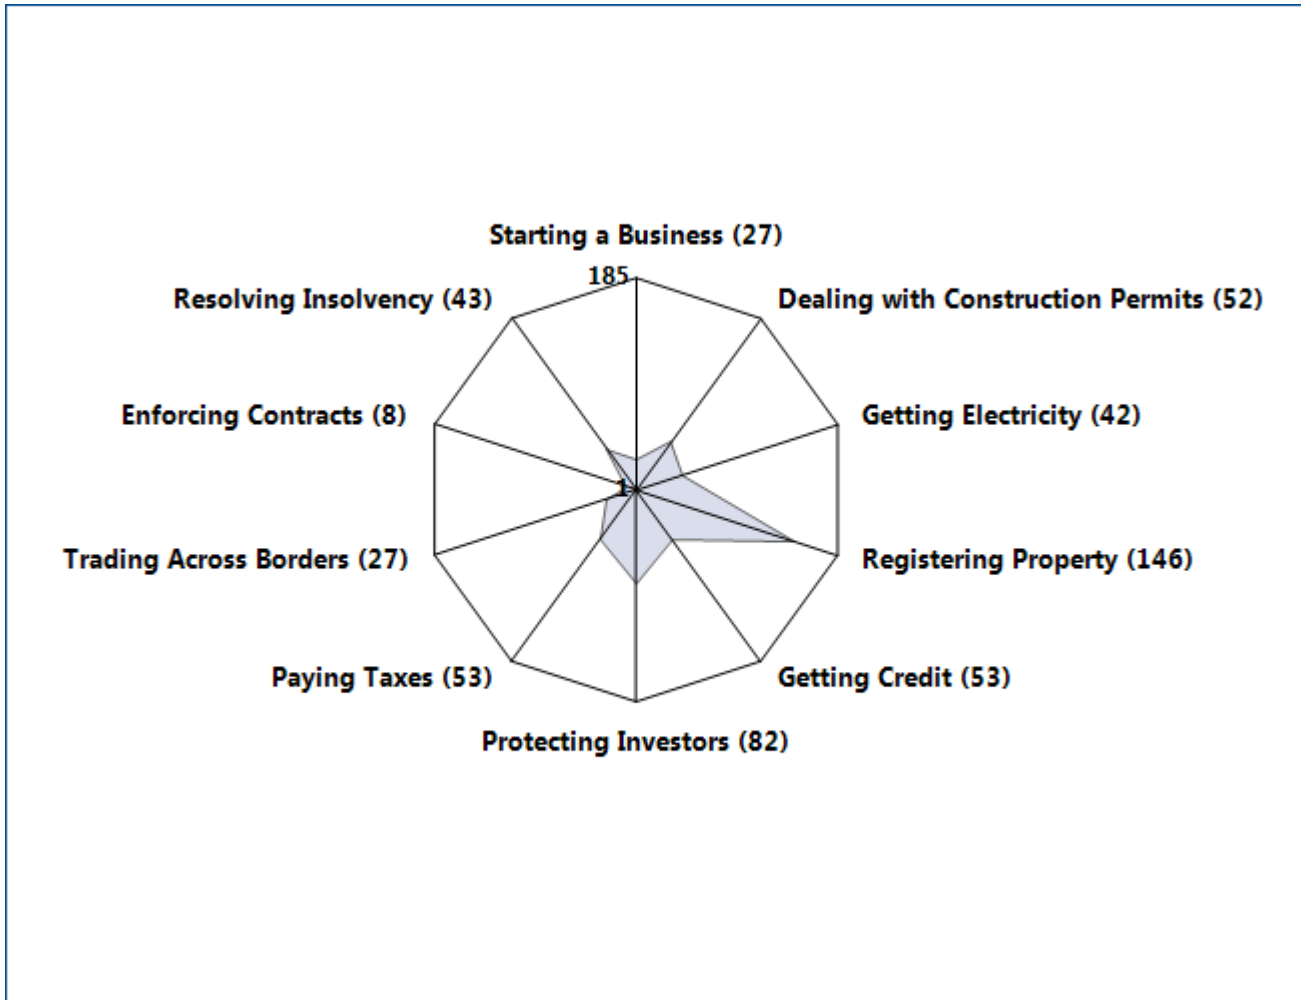 Starting a Business (27)
185
Resolving Insolvency (43)
Dealing with Construction Permits (52)
Enforcing Contracts (8)
Getting Electricity (42)
1
Trading Across Borders (27)
Registering Property (146)
Paying Taxes (53)
Getting Credit (53)
Protecting Investors (82)